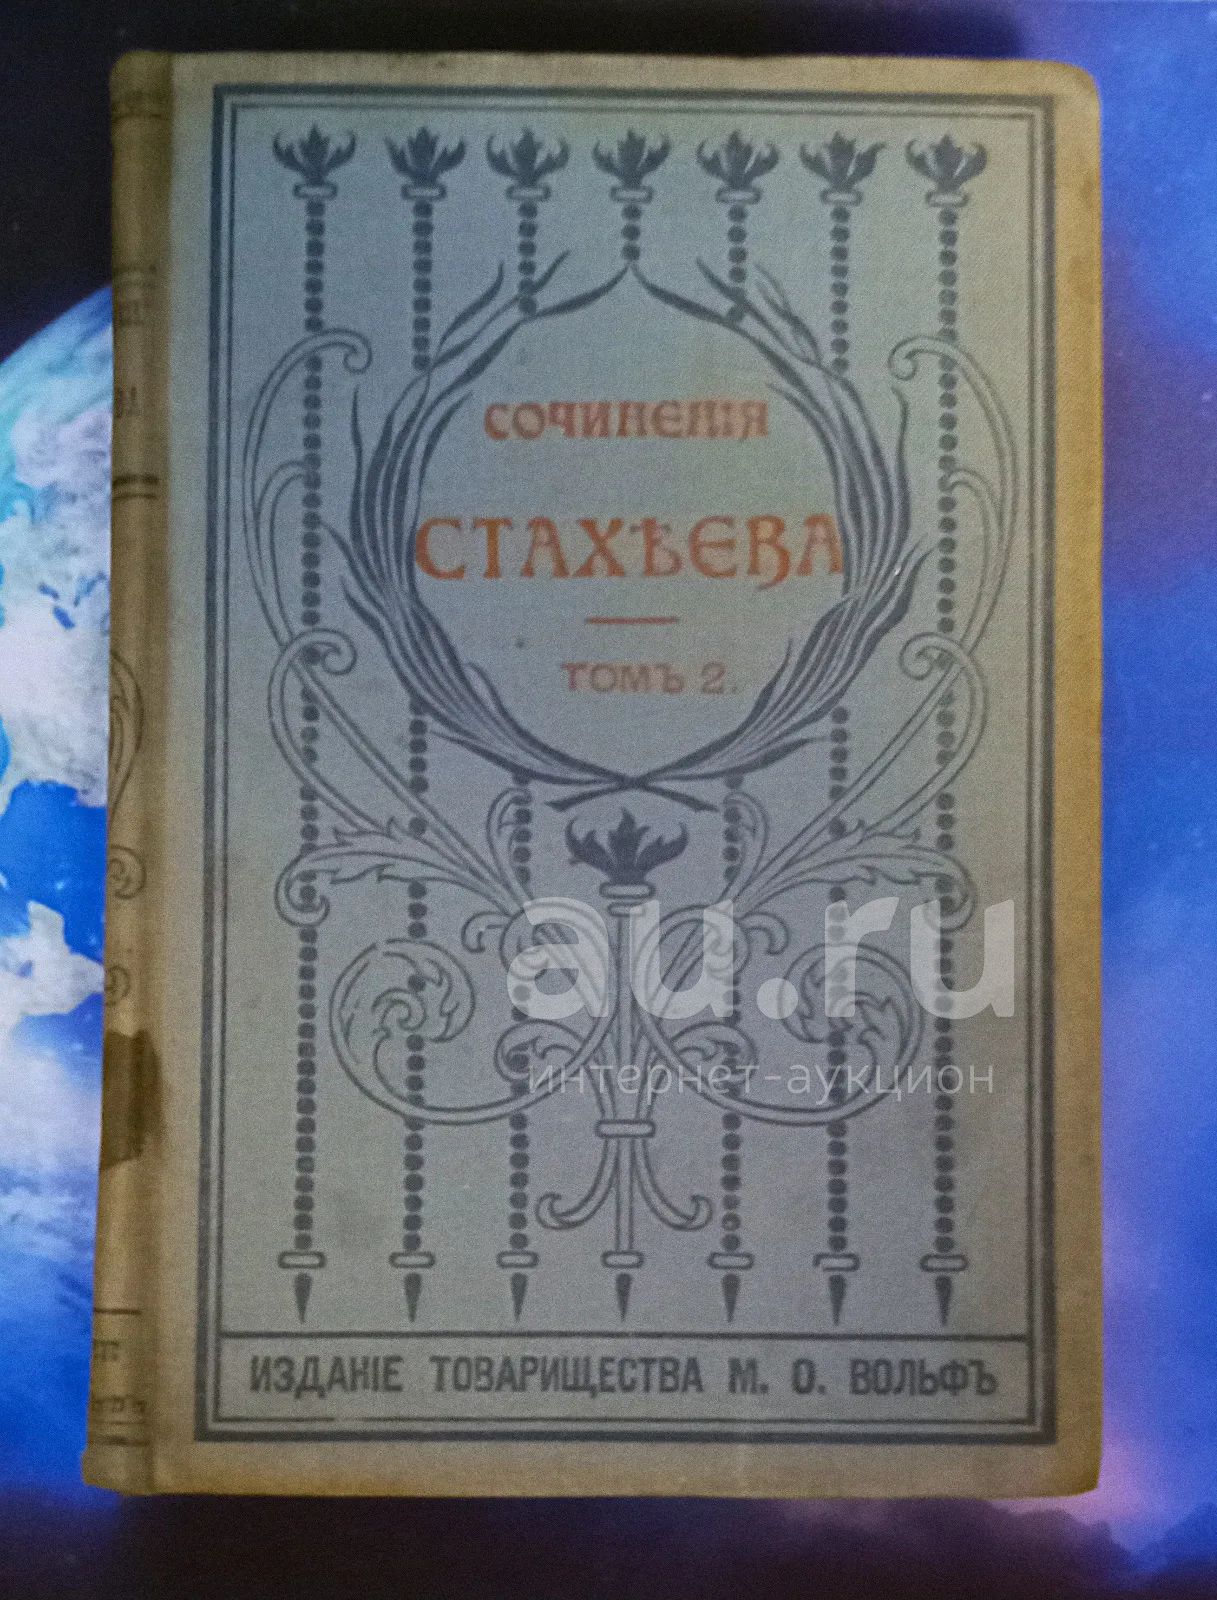 СОЧИНЕНІЯ
СТАХѢЕВА
ТОМЪ 2.
au.ru
интернет-аукцион
ИЗДАНІЕ ТОВАРИЩЕСТВА М. О. ВОЛЬФЪ